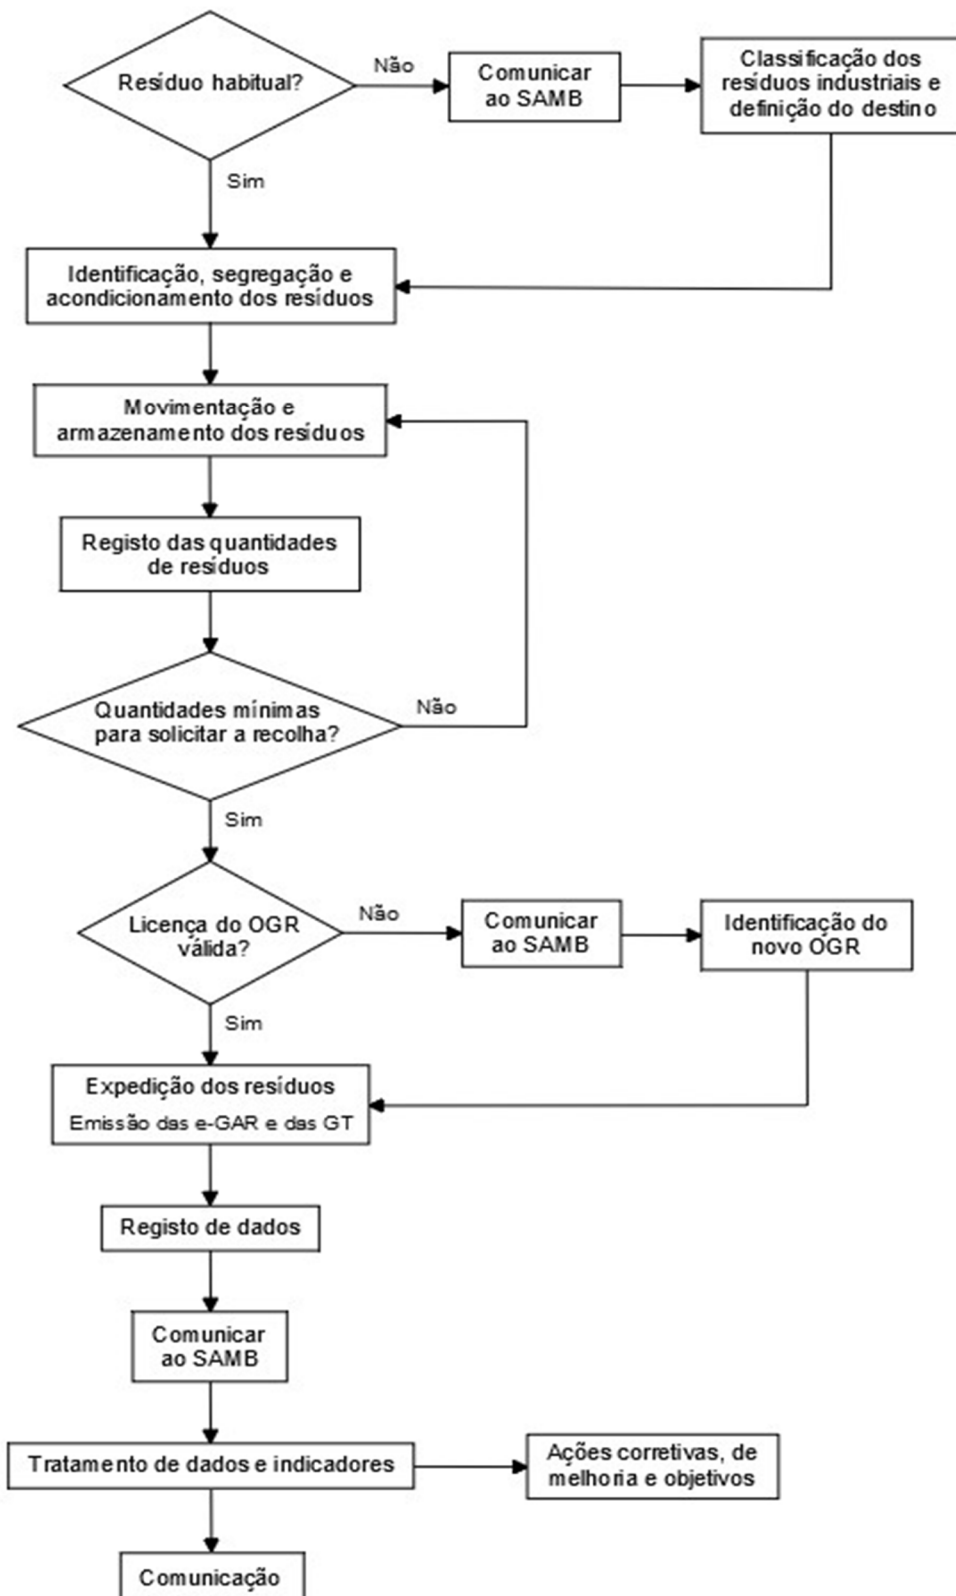 Resíduo habitual?
Não
Comunicar
ao SAMB
Classificação dos
resíduos industriais e
definição do destino
Sim
Identificação, segregação e
acondicionamento dos resíduos
Movimentação e
armazenamento dos resíduos
Registo das quantidades
de resíduos
Quantidades mínimas
para solicitar a recolha?
Não
Sim
Licença do OGR
válida?
Não
Comunicar
ao SAMB
Identificação do
novo OGR
Sim
Expedição dos resíduos
Emissão das e-GAR e das GT
Registo de dados
Comunicar
ao SAMB
Tratamento de dados e indicadores
Ações corretivas, de
melhoria e objetivos
Comunicação